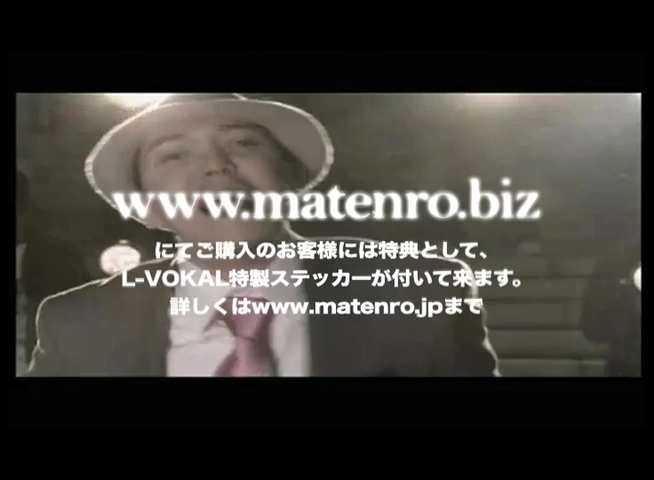 www.matenro.biz
にてご購入のお客様には特典として、
L-VOKAL特製ステッカーが付いて来ます。
詳しくはwww.matenro.jpまで